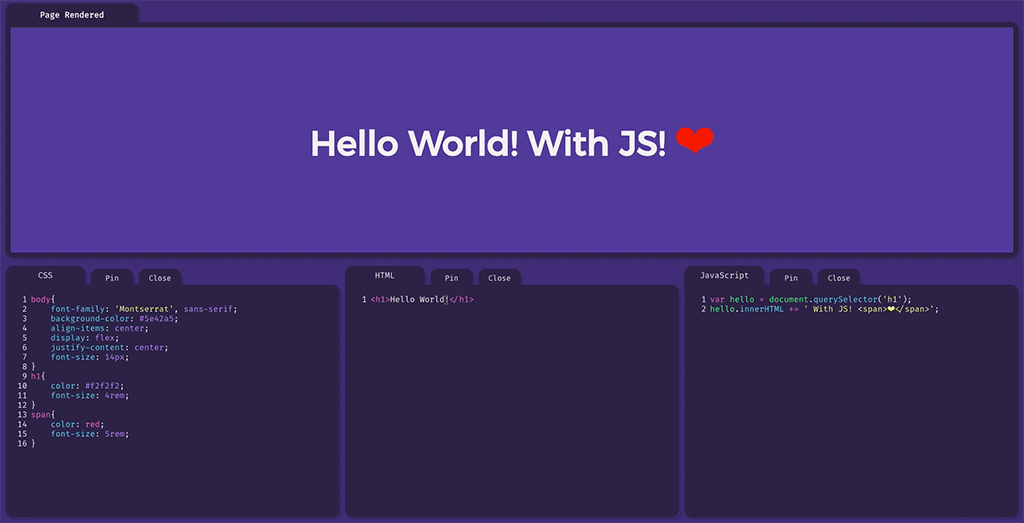 Page Rendered
Hello World! With JS! ❤
CSS Pin Close
1 body{
2 font-family: 'Montserrat', sans-serif;
3 background-color: #5e42a5;
4 align-items: center;
5 display: flex;
6 justify-content: center;
7 font-size: 14px;
8 }
9 h1{
10 color: #f2f2f2;
11 font-size: 4rem;
12 }
13 span{
14 color: red;
15 font-size: 5rem;
16 }
HTML Pin Close
1 <h1>Hello World!</h1>
JavaScript Pin Close
1 var hello = document.querySelector('h1');
2 hello.innerHTML += ' With JS! <span>❤</span>';